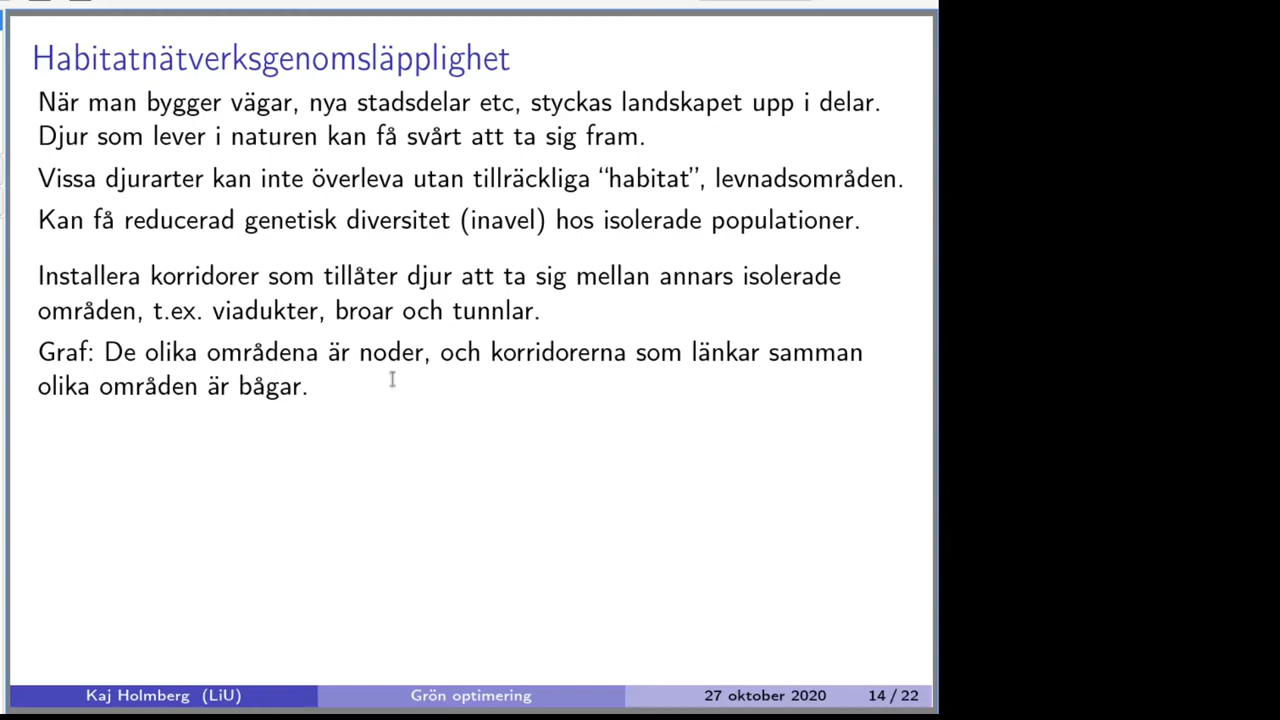 Habitatnätverksgenomsläpplighet
När man bygger vägar, nya stadsdelar etc, styckas landskapet upp i delar.
Djur som lever i naturen kan få svårt att ta sig fram.
Vissa djurarter kan inte överleva utan tillräckliga “habitat”, levnadsområden.
Kan få reducerad genetisk diversitet (inavel) hos isolerade populationer.
Installera korridorer som tillåter djur att ta sig mellan annars isolerade
områden, t.ex. viadukter, broar och tunnlar.
Graf: De olika områdena är noder, och korridorerna som länkar samman
olika områden är bågar.
Kaj Holmberg (LiU) Grön optimering 27 oktober 2020 14 / 22